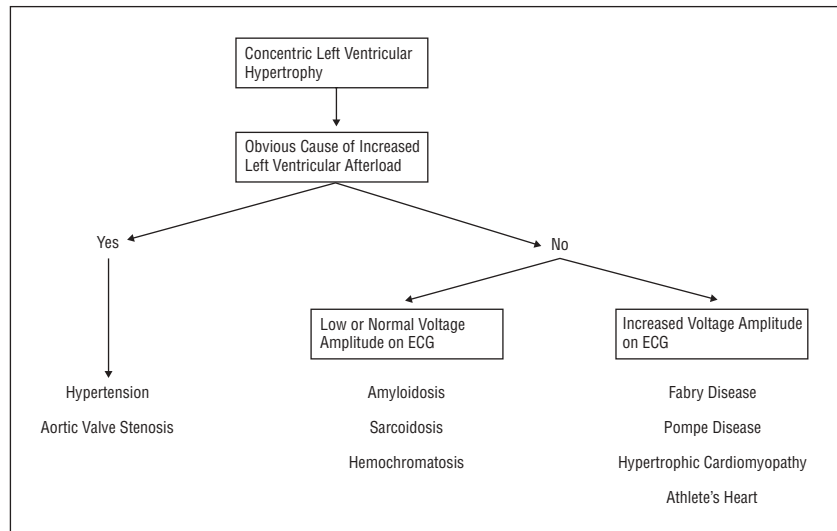 Concentric Left Ventricular
Hypertrophy
Obvious Cause of Increased
Left Ventricular Afterload
Yes
No
Low or Normal Voltage
Amplitude on ECG
Increased Voltage Amplitude
on ECG
Hypertension
Aortic Valve Stenosis
Amyloidosis
Sarcoidosis
Hemochromatosis
Fabry Disease
Pompe Disease
Hypertrophic Cardiomyopathy
Athlete's Heart